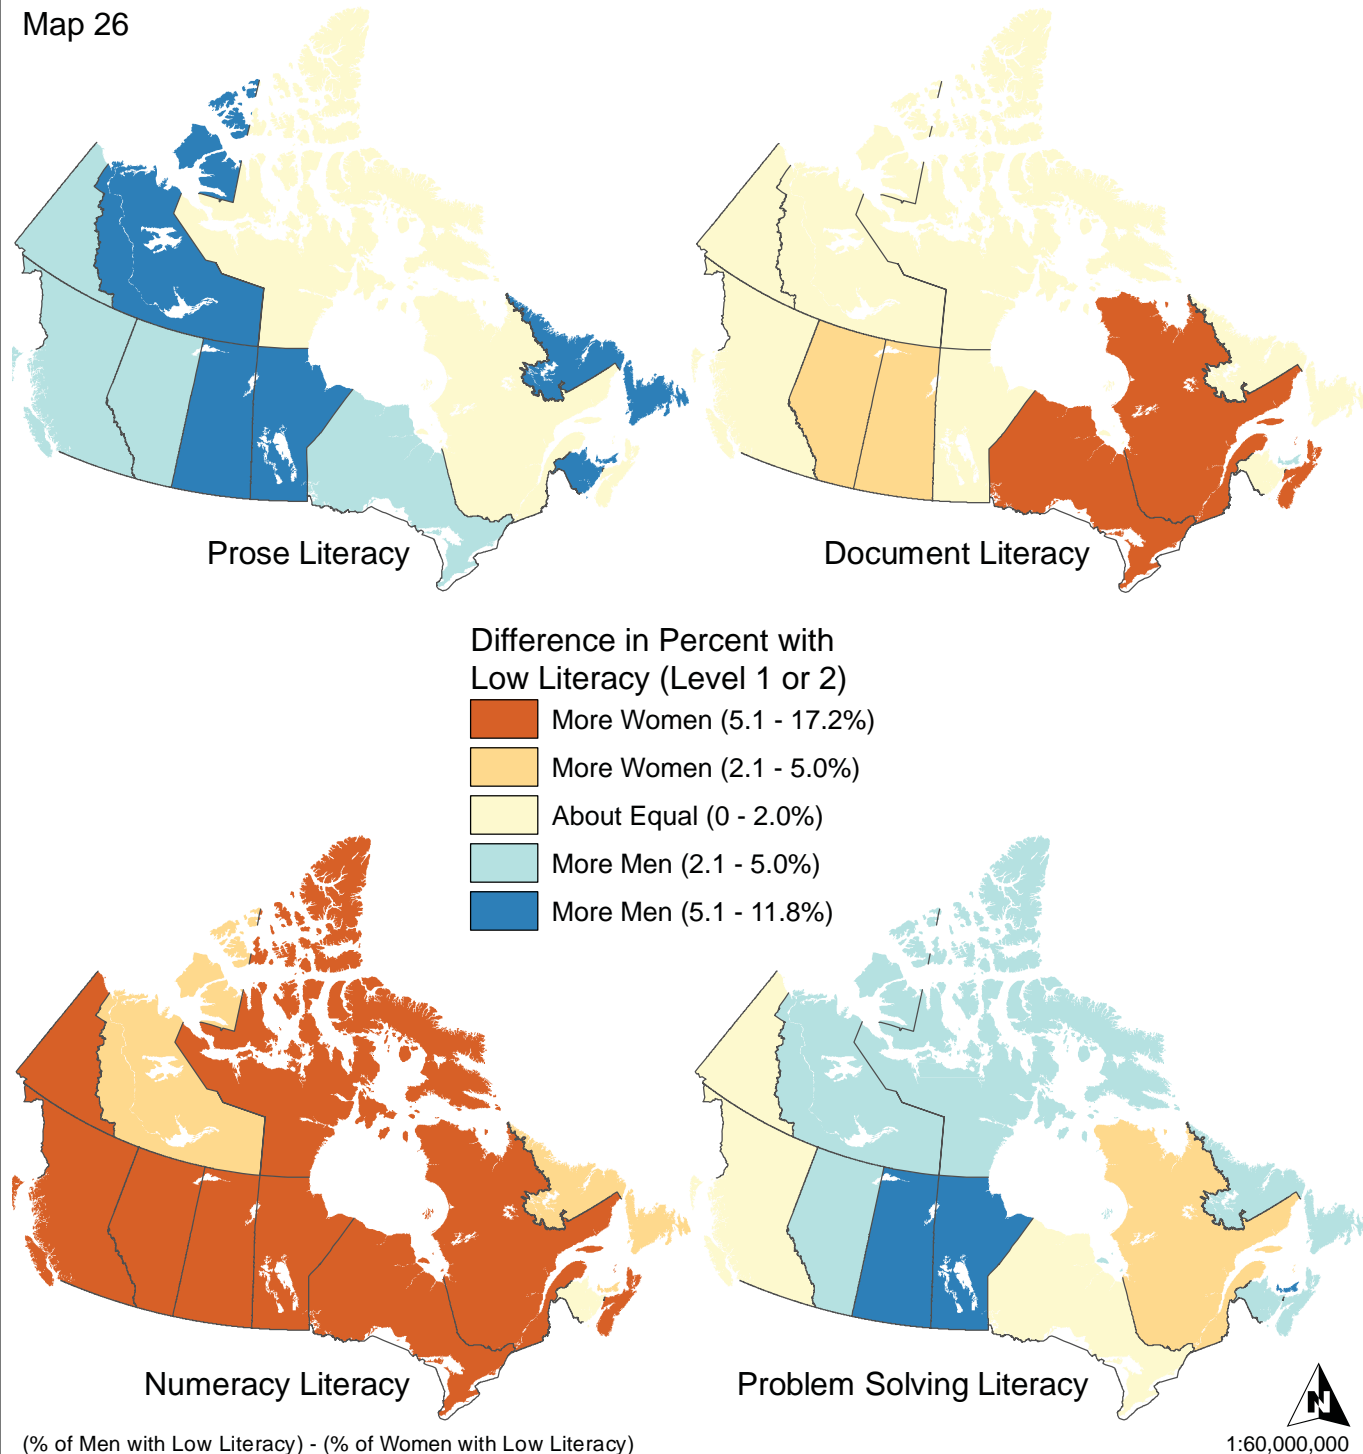 Map 26
Prose Literacy
Document Literacy
Difference in Percent with
Low Literacy (Level 1 or 2)
More Women (5.1 - 17.2%)
More Women (2.1 - 5.0%)
About Equal (0 - 2.0%)
More Men (2.1 - 5.0%)
More Men (5.1 - 11.8%)
Numeracy Literacy
Problem Solving Literacy
N
(% of Men with Low Literacy) - (% of Women with Low Literacy)
1:60,000,000